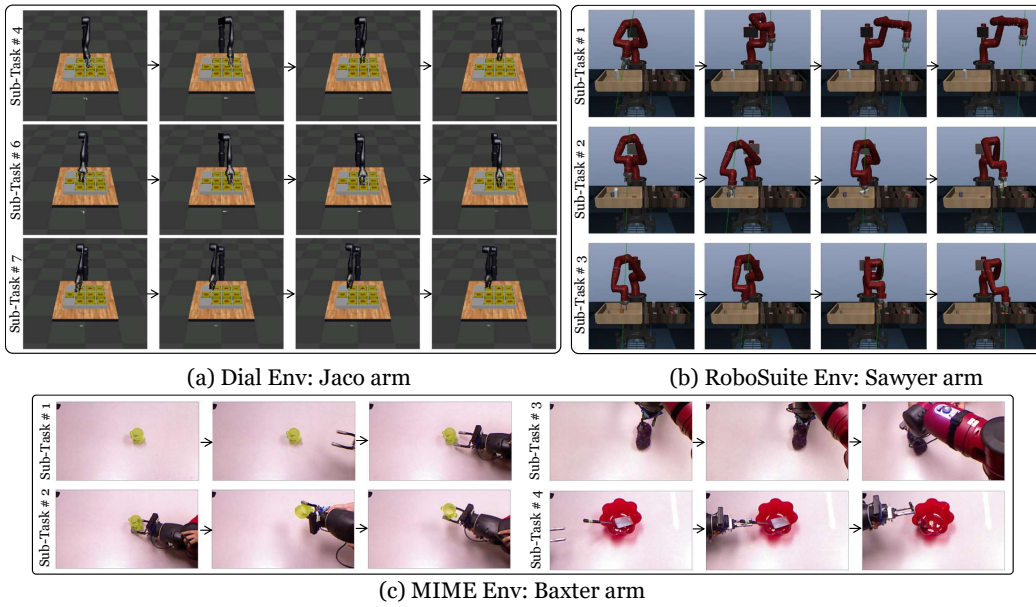 Sub-Task # 4
Sub-Task # 6
Sub-Task # 7
(a) Dial Env: Jaco arm
Sub-Task # 1
Sub-Task # 2
Sub-Task # 3
(b) RoboSuite Env: Sawyer arm
Sub-Task # 1
Sub-Task # 2
Sub-Task # 3
Sub-Task # 4
(c) MIME Env: Baxter arm